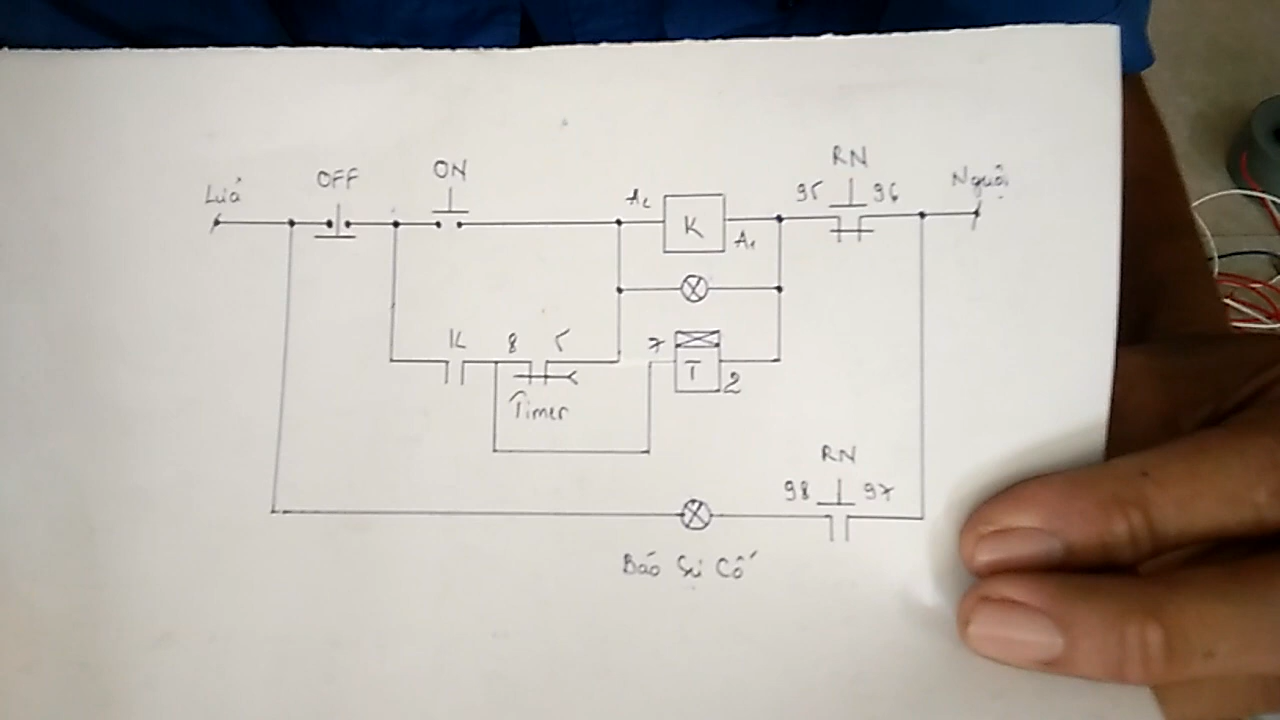 Lửa OFF ON A2 K A1 95 RN 96 Nguội
K 8 5 7 T 2
Timer
98 RN 97
Báo Sự Cố